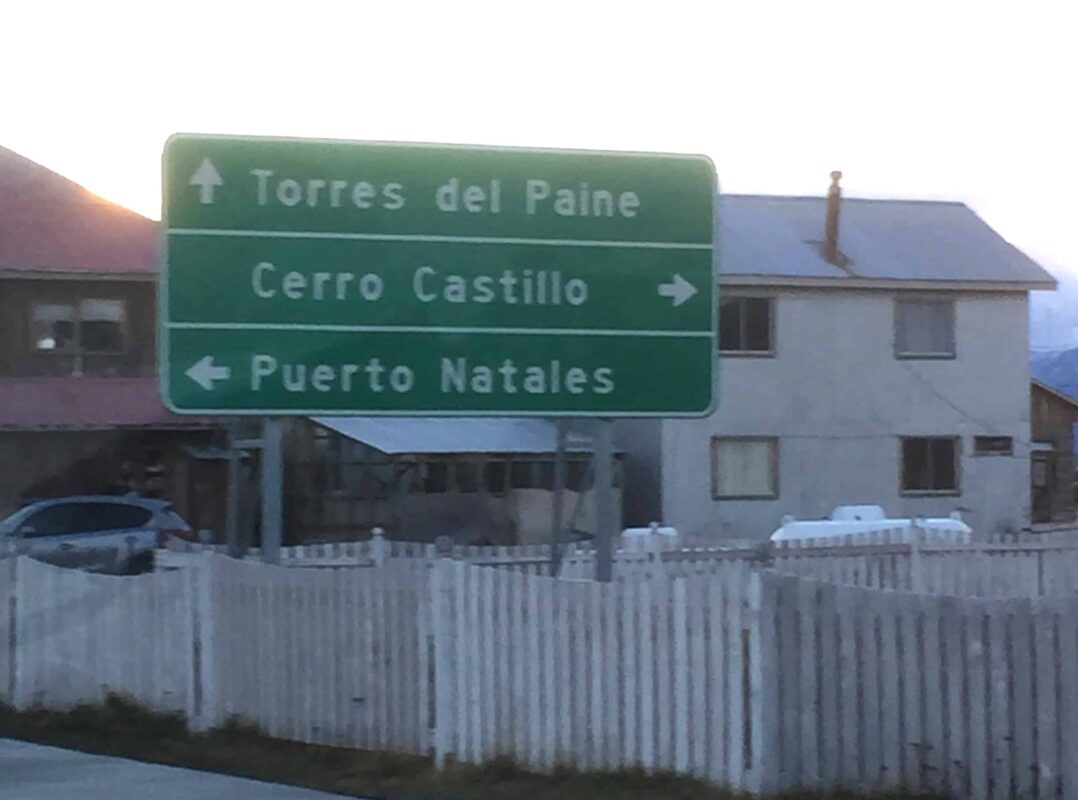 Torres del Paine
Cerro Castillo
Puerto Natales